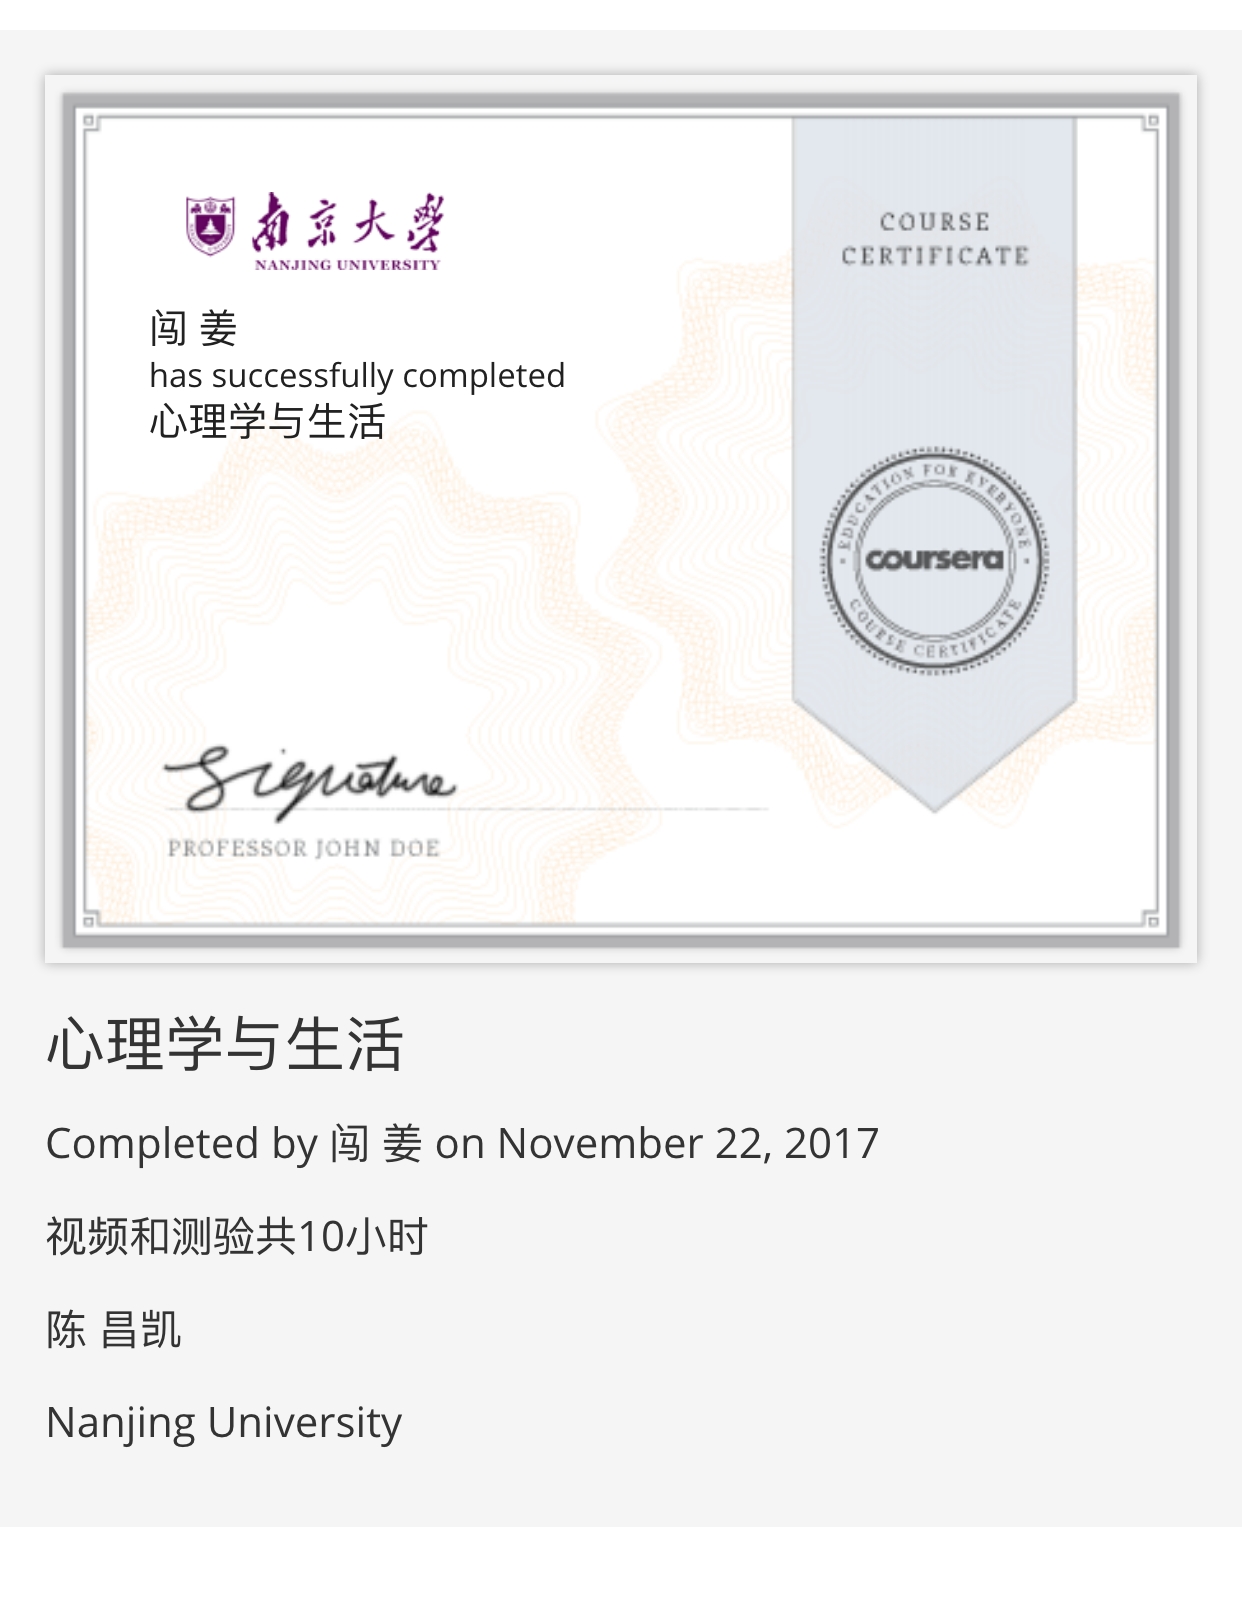 南京大學
NANJING UNIVERSITY
闯 姜
has successfully completed
心理学与生活
COURSE
CERTIFICATE
EDUCATION FOR EVERYONE
coursera
COURSE CERTIFICATE
Signature
PROFESSOR JOHN DOE
心理学与生活
Completed by 闯 姜 on November 22, 2017
视频和测验共10小时
陈 昌凯
Nanjing University